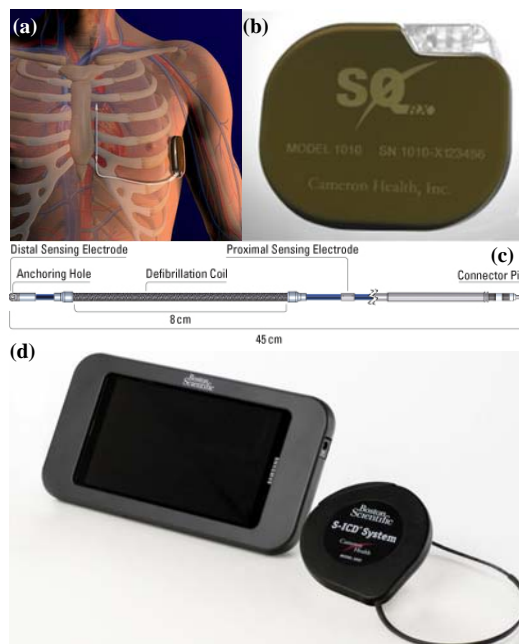 (a)
(b)
SQ RX®
MODEL 1010 SN 1010-X123456
Cameron Health, Inc.
(c)
Distal Sensing Electrode
Proximal Sensing Electrode
Anchoring Hole
Defibrillation Coil
Connector Pi
8 cm
45 cm
(d)
Boston
Scientific
Boston
Scientific
S-ICD® System
Cameron
Health